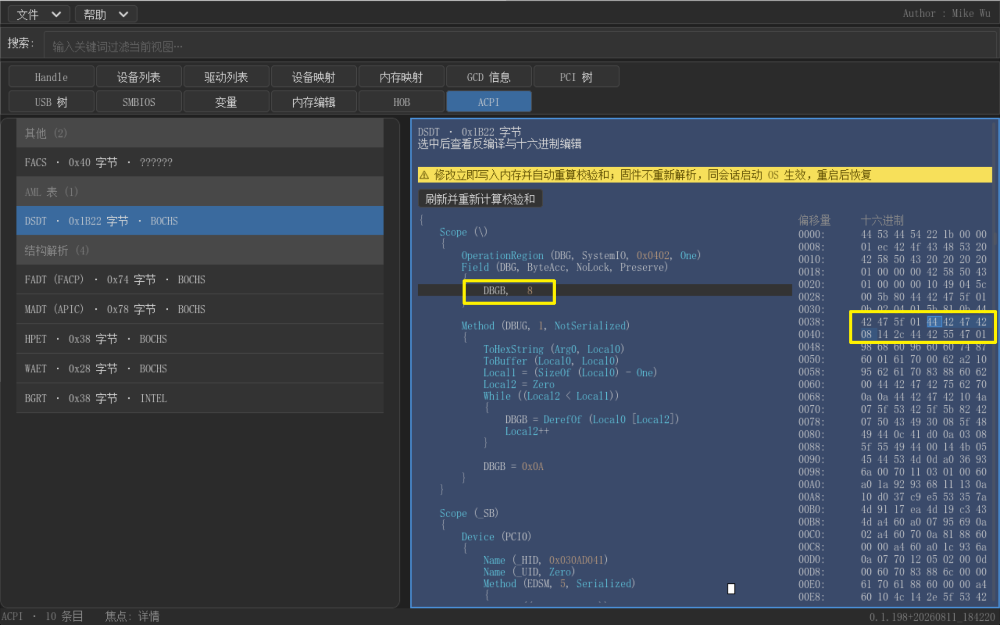 文件 帮助 Author : Mike Wu
搜索: 输入关键词过滤当前视图…
Handle 设备列表 驱动列表 设备映射 内存映射 GCD 信息 PCI 树
USB 树 SMBIOS 变量 内存编辑 HOB ACPI
其他 (2)
FACS · 0x40 字节 · ??????
AML 表 (1)
DSDT · 0x1B22 字节 · BOCHS
结构解析 (4)
FADT (FACP) · 0x74 字节 · BOCHS
MADT (APIC) · 0x78 字节 · BOCHS
HPET · 0x38 字节 · BOCHS
WAET · 0x28 字节 · BOCHS
BGRT · 0x38 字节 · INTEL
DSDT · 0x1B22 字节
选中后查看反编译与十六进制编辑
⚠ 修改立即写入内存并自动重算校验和；固件不重新解析，同会话启动 OS 生效，重启后恢复
刷新并重新计算校验和
{
Scope (\)
{
OperationRegion (DBG, SystemIO, 0x0402, One)
Field (DBG, ByteAcc, NoLock, Preserve)
{
DBGB, 8
Method (DBUG, 1, NotSerialized)
{
ToHexString (Arg0, Local0)
ToBuffer (Local0, Local0)
Local1 = (SizeOf (Local0) - One)
Local2 = Zero
While ((Local2 < Local1))
{
DBGB = DerefOf (Local0 [Local2])
Local2++
}
DBGB = 0x0A
}
}
Scope (_SB)
{
Device (PCI0)
{
Name (_HID, 0x030AD041)
Name (_UID, Zero)
Method (EDSM, 5, Serialized)
{
偏移量 十六进制
0000: 44 53 44 54 22 1b 00 00
0008: 01 ec 42 4f 43 48 53 20
0010: 42 58 50 43 20 20 20 20
0018: 01 00 00 00 42 58 50 43
0020: 01 00 00 00 10 49 04 5c
0028: 00 5b 80 44 42 47 5f 01
0030: 0b 02 04 01 5b 81 0b 44
0038: 42 47 5f 01 44 42 47 42
0040: 08 14 2c 44 42 55 47 01
0048: 98 68 60 96 60 60 74 87
0050: 60 01 61 70 00 62 a2 10
0058: 95 62 61 70 83 88 60 62
0060: 00 44 42 47 42 75 62 70
0068: 0a 0a 44 42 47 42 10 4a
0070: 07 5f 53 42 5f 5b 82 42
0078: 07 50 43 49 30 08 5f 48
0080: 49 44 0c 41 d0 0a 03 08
0088: 5f 55 49 44 00 14 4b 05
0090: 45 44 53 4d 0d a0 36 93
0098: 6a 00 70 11 03 01 00 60
00A0: a0 1a 92 93 68 11 13 0a
00A8: 10 d0 37 c9 e5 53 35 7a
00B0: 4d 91 17 ea 4d 19 c3 43
00B8: 4d a4 60 a0 07 95 69 0a
00C0: 02 a4 60 70 0a 81 88 60
00C8: 00 00 a4 60 a0 1c 93 6a
00D0: 0a 07 70 12 05 02 00 0d
00D8: 00 60 70 83 88 6c 00 00
00E0: 61 70 61 88 60 00 00 a4
00E8: 60 10 4c 14 2e 5f 53 42
ACPI · 10 条目 焦点: 详情
0.1.198+20260811_184220